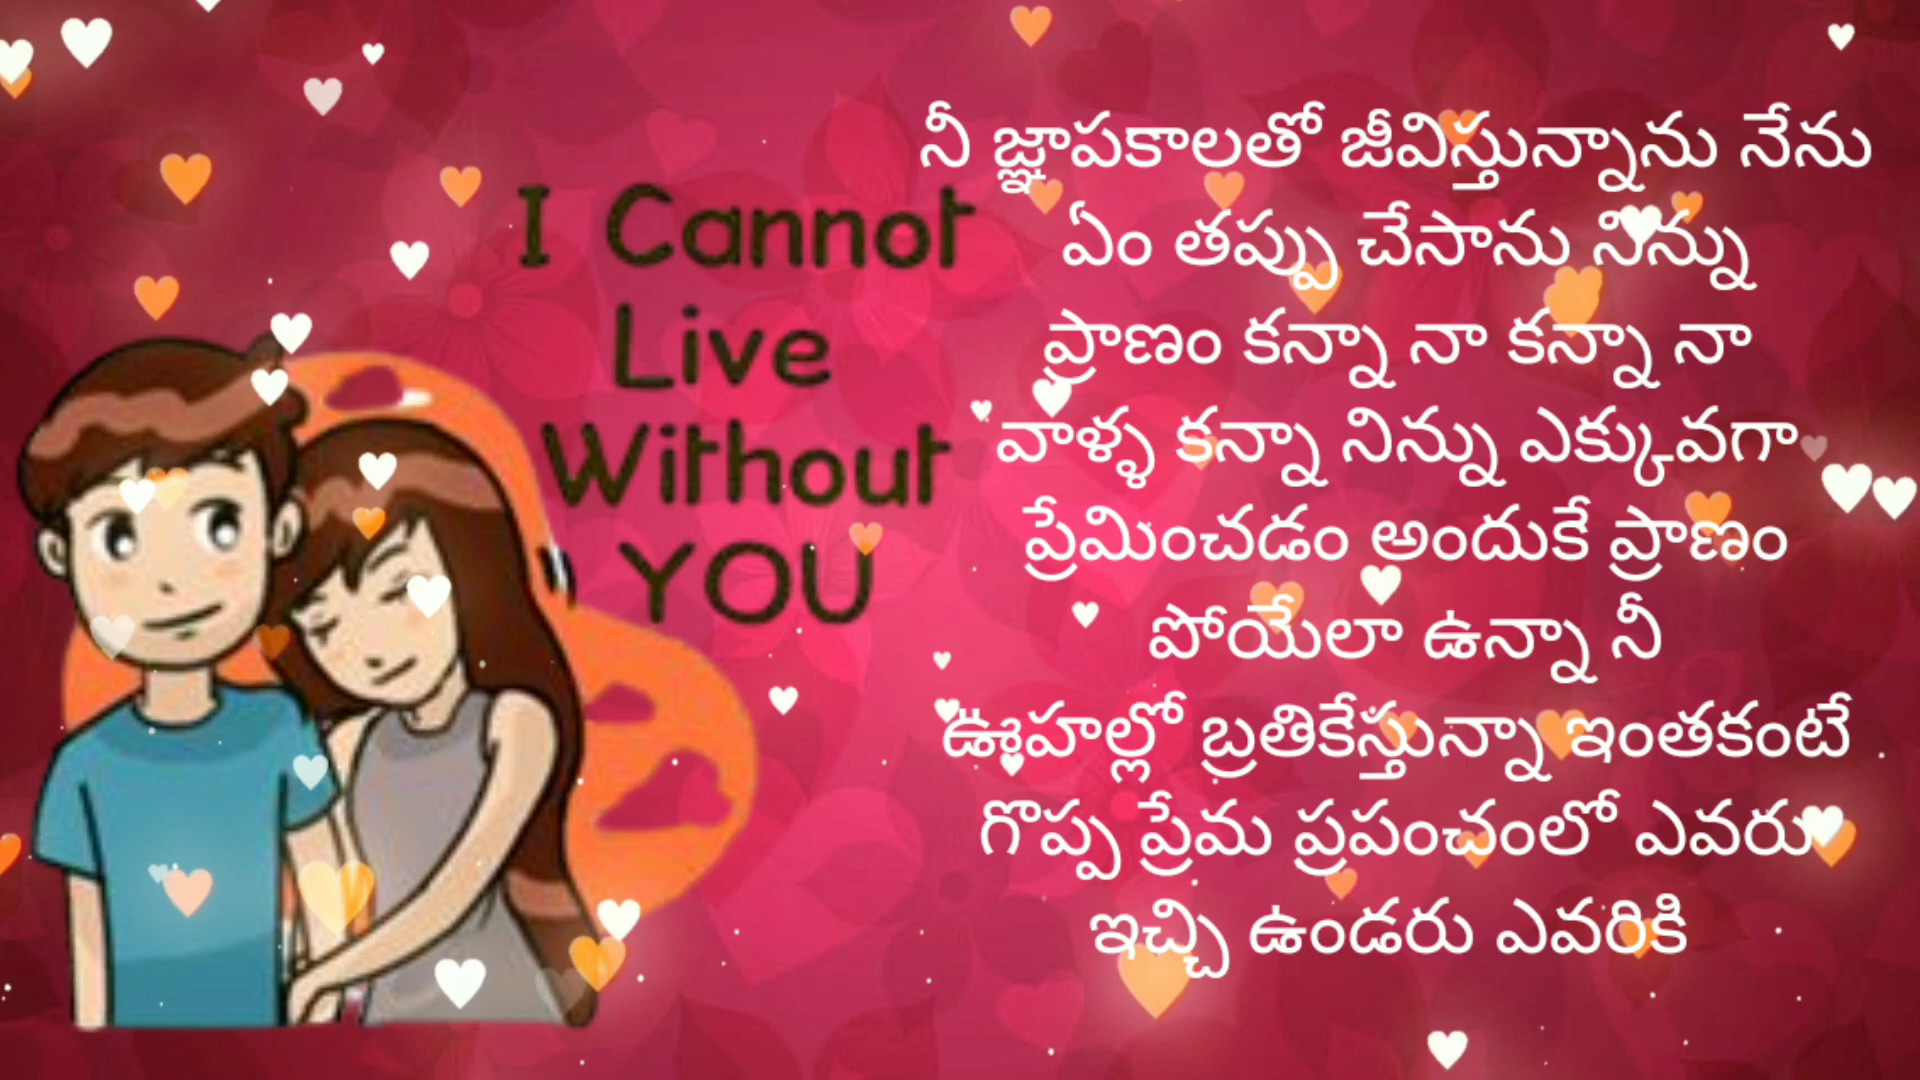 I Cannot
Live
Without
YOU
నీ జ్ఞాపకాలతో జీవిస్తున్నాను నేను
ఏం తప్పు చేసాను నిన్ను
ప్రాణం కన్నా నా కన్నా నా
వాళ్ళ కన్నా నిన్ను ఎక్కువగా
ప్రేమించడం అందుకే ప్రాణం
పోయేలా ఉన్నా నీ
ఊహల్లో బ్రతికేస్తున్నా ఇంతకంటే
గొప్ప ప్రేమ ప్రపంచంలో ఎవరు
ఇచ్చి ఉండరు ఎవరికి